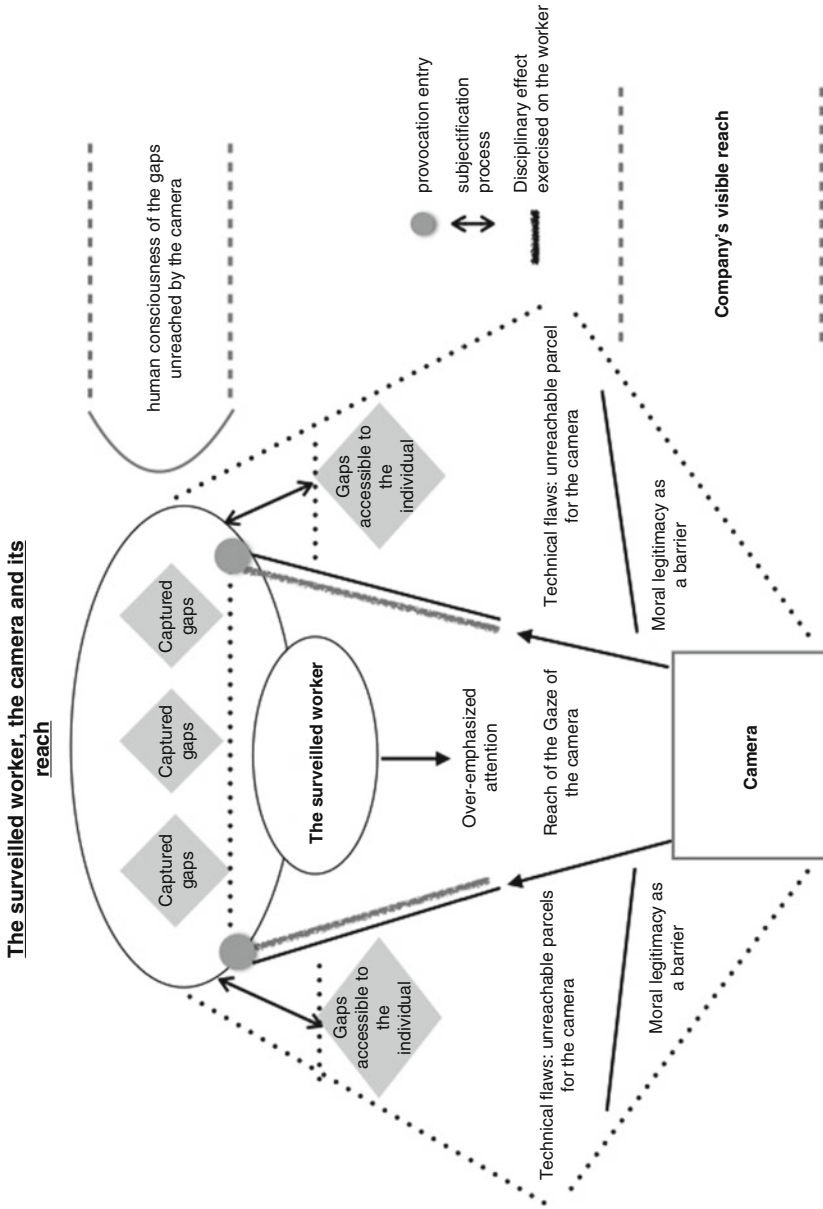 The surveilled worker, the camera and its
reach
human consciousness of the gaps
unreached by the camera
Captured
gaps
Captured
gaps
Captured
gaps
The surveilled worker
Gaps
accessible to
the
individual
Gaps
accessible to
the
individual
Over-emphasized
attention
Technical flaws: unreachable parcels
for the camera
Reach of the Gaze of
the camera
Technical flaws: unreachable parcel
for the camera
Moral legitimacy as
a barrier
Moral legitimacy as
a barrier
Camera
provocation entry
subjectification
process
Disciplinary effect
exercised on the worker
Company's visible reach